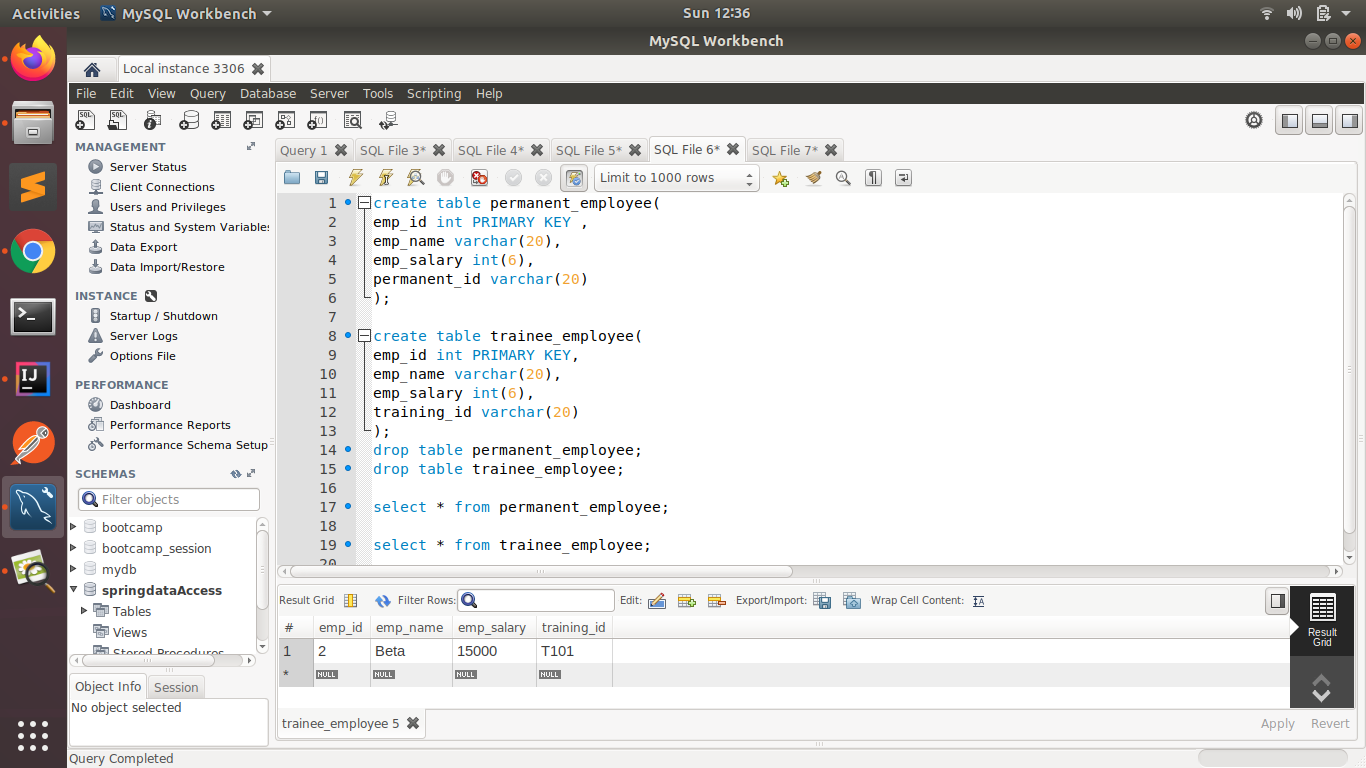 Activities MySQL Workbench Sun 12:36
MySQL Workbench
Local instance 3306
File Edit View Query Database Server Tools Scripting Help
MANAGEMENT
Server Status
Client Connections
Users and Privileges
Status and System Variables
Data Export
Data Import/Restore
INSTANCE
Startup / Shutdown
Server Logs
Options File
PERFORMANCE
Dashboard
Performance Reports
Performance Schema Setup
SCHEMAS
Filter objects
bootcamp
bootcamp_session
mydb
springdataAccess
Tables
Views
Stored Procedures
Object Info Session
No object selected
Query 1 SQL File 3* SQL File 4* SQL File 5* SQL File 6* SQL File 7*
Limit to 1000 rows
1 create table permanent_employee(
2 emp_id int PRIMARY KEY ,
3 emp_name varchar(20),
4 emp_salary int(6),
5 permanent_id varchar(20)
6 );
7
8 create table trainee_employee(
9 emp_id int PRIMARY KEY,
10 emp_name varchar(20),
11 emp_salary int(6),
12 training_id varchar(20)
13 );
14 drop table permanent_employee;
15 drop table trainee_employee;
16
17 select * from permanent_employee;
18
19 select * from trainee_employee;
20
Result Grid Filter Rows: Edit: Export/Import: Wrap Cell Content:
# emp_id emp_name emp_salary training_id
1 2 Beta 15000 T101
* NULL NULL NULL NULL
Result
Grid
trainee_employee 5 Apply Revert
Query Completed